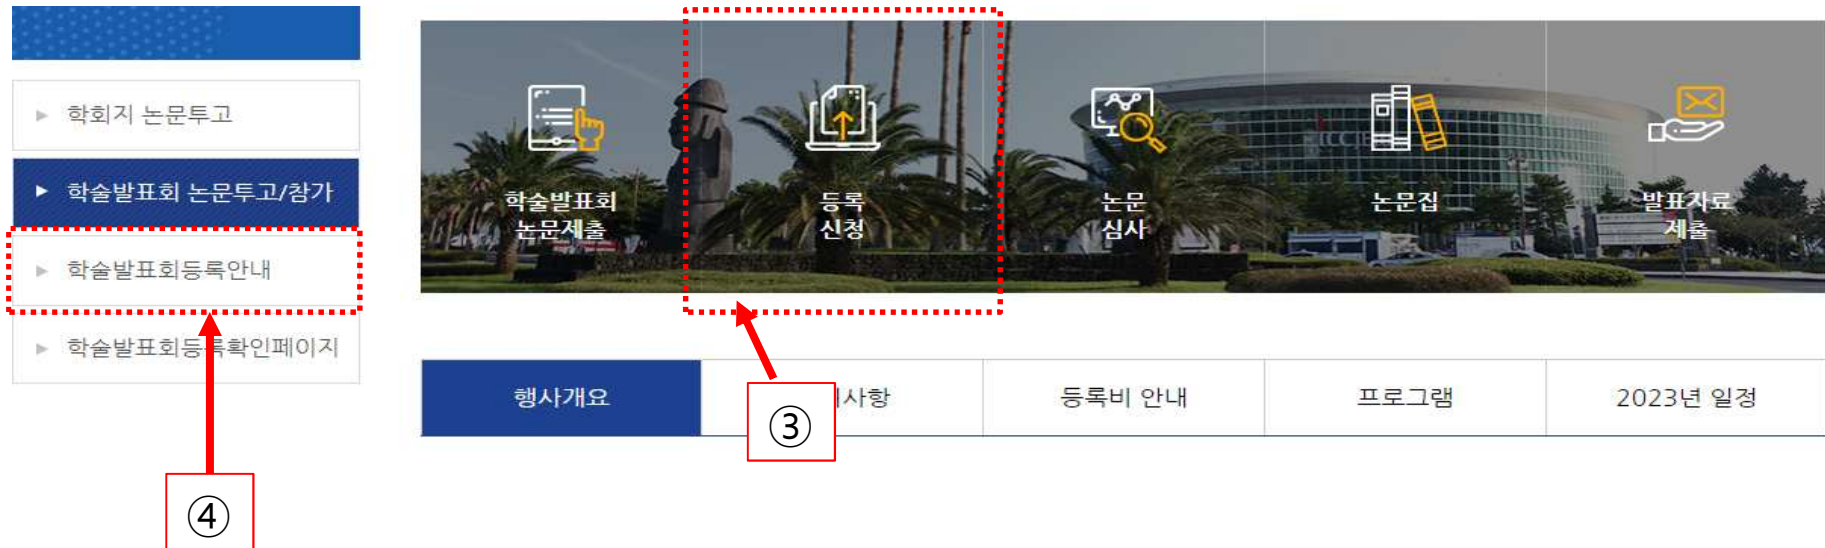 학회지 논문투고
학술발표회 논문투고/참가
학술발표회등록안내
학술발표회등록확인페이지
학술발표회
논문제출
등록
신청
논문
심사
논문집
발표자료
제출
행사개요
사항
등록비 안내
프로그램
2023년 일정
③
④